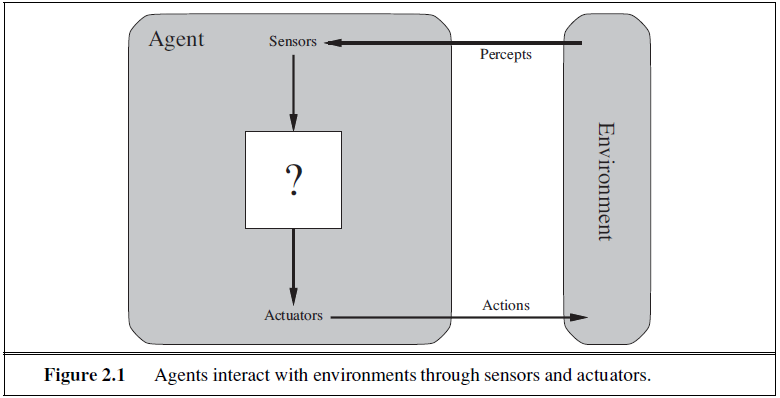 Agent
Sensors
Percepts
?
Environment
Actuators
Actions
Figure 2.1 Agents interact with environments through sensors and actuators.